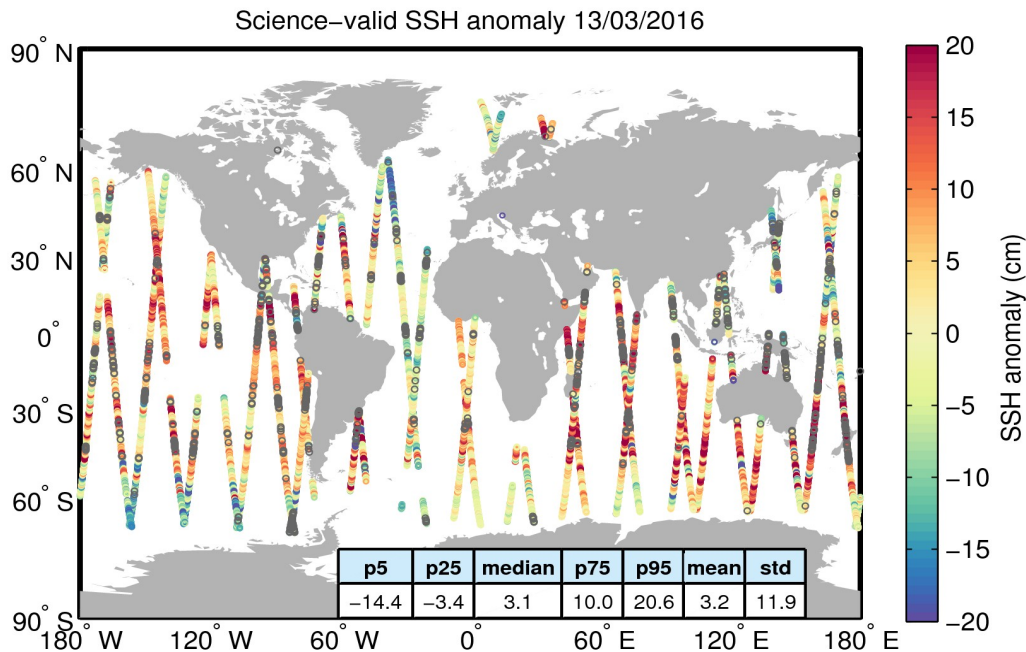 Science−valid SSH anomaly 13/03/2016
90° N
60° N
30° N
0°
30° S
60° S
90° S
180° W
120° W
60° W
0°
60° E
120° E
180° E
p5 p25 median p75 p95 mean std
−14.4 −3.4 3.1 10.0 20.6 3.2 11.9
20
15
10
5
0
−5
−10
−15
−20
SSH anomaly (cm)